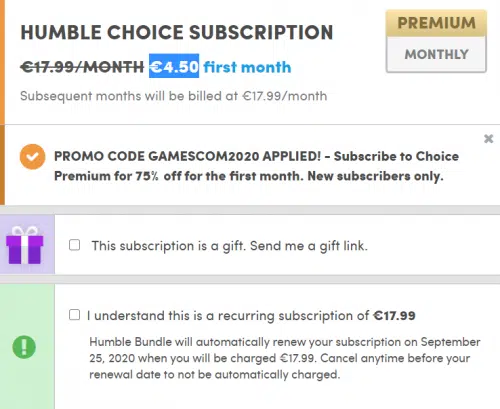 HUMBLE CHOICE SUBSCRIPTION
PREMIUM
MONTHLY
€17.99/MONTH €4.50 first month
Subsequent months will be billed at €17.99/month
PROMO CODE GAMESCOM2020 APPLIED! - Subscribe to Choice
Premium for 75% off for the first month. New subscribers only.
This subscription is a gift. Send me a gift link.
I understand this is a recurring subscription of €17.99
Humble Bundle will automatically renew your subscription on September
25, 2020 when you will be charged €17.99. Cancel anytime before your
renewal date to not be automatically charged.